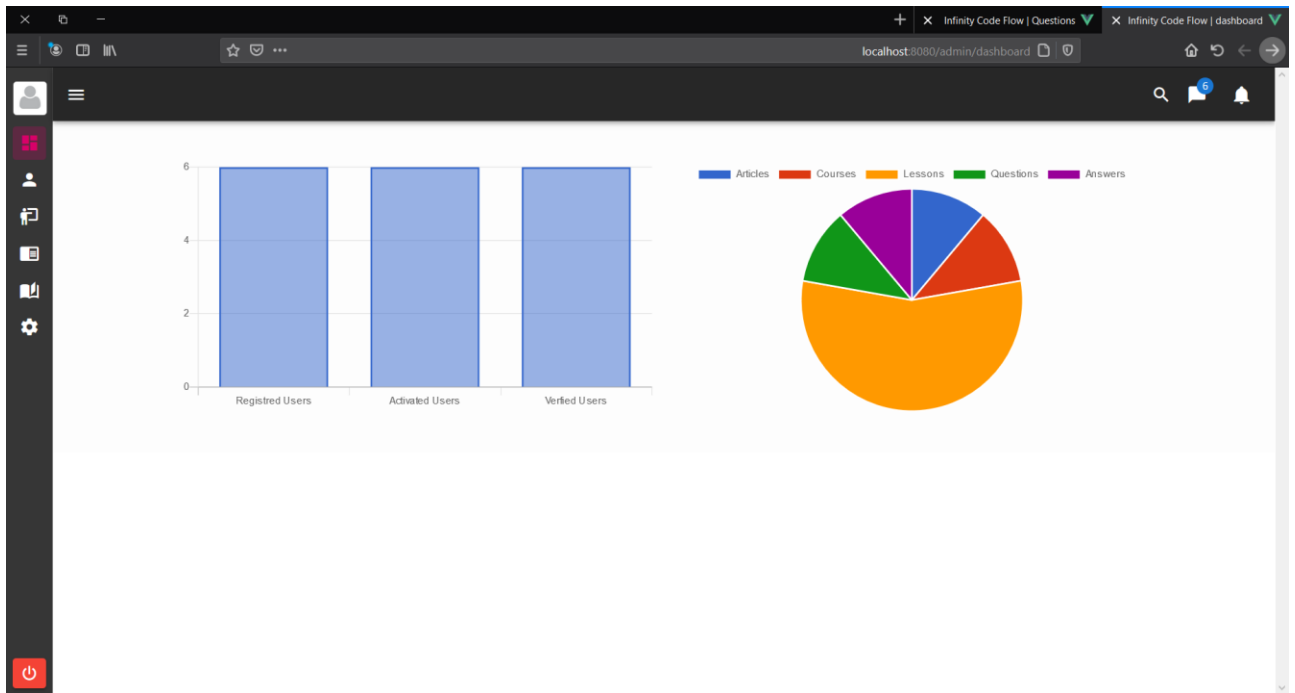 Infinity Code Flow | Questions
Infinity Code Flow | dashboard
localhost:8080/admin/dashboard
6
6
4
2
0
Registred Users
Activated Users
Verfied Users
Articles
Courses
Lessons
Questions
Answers